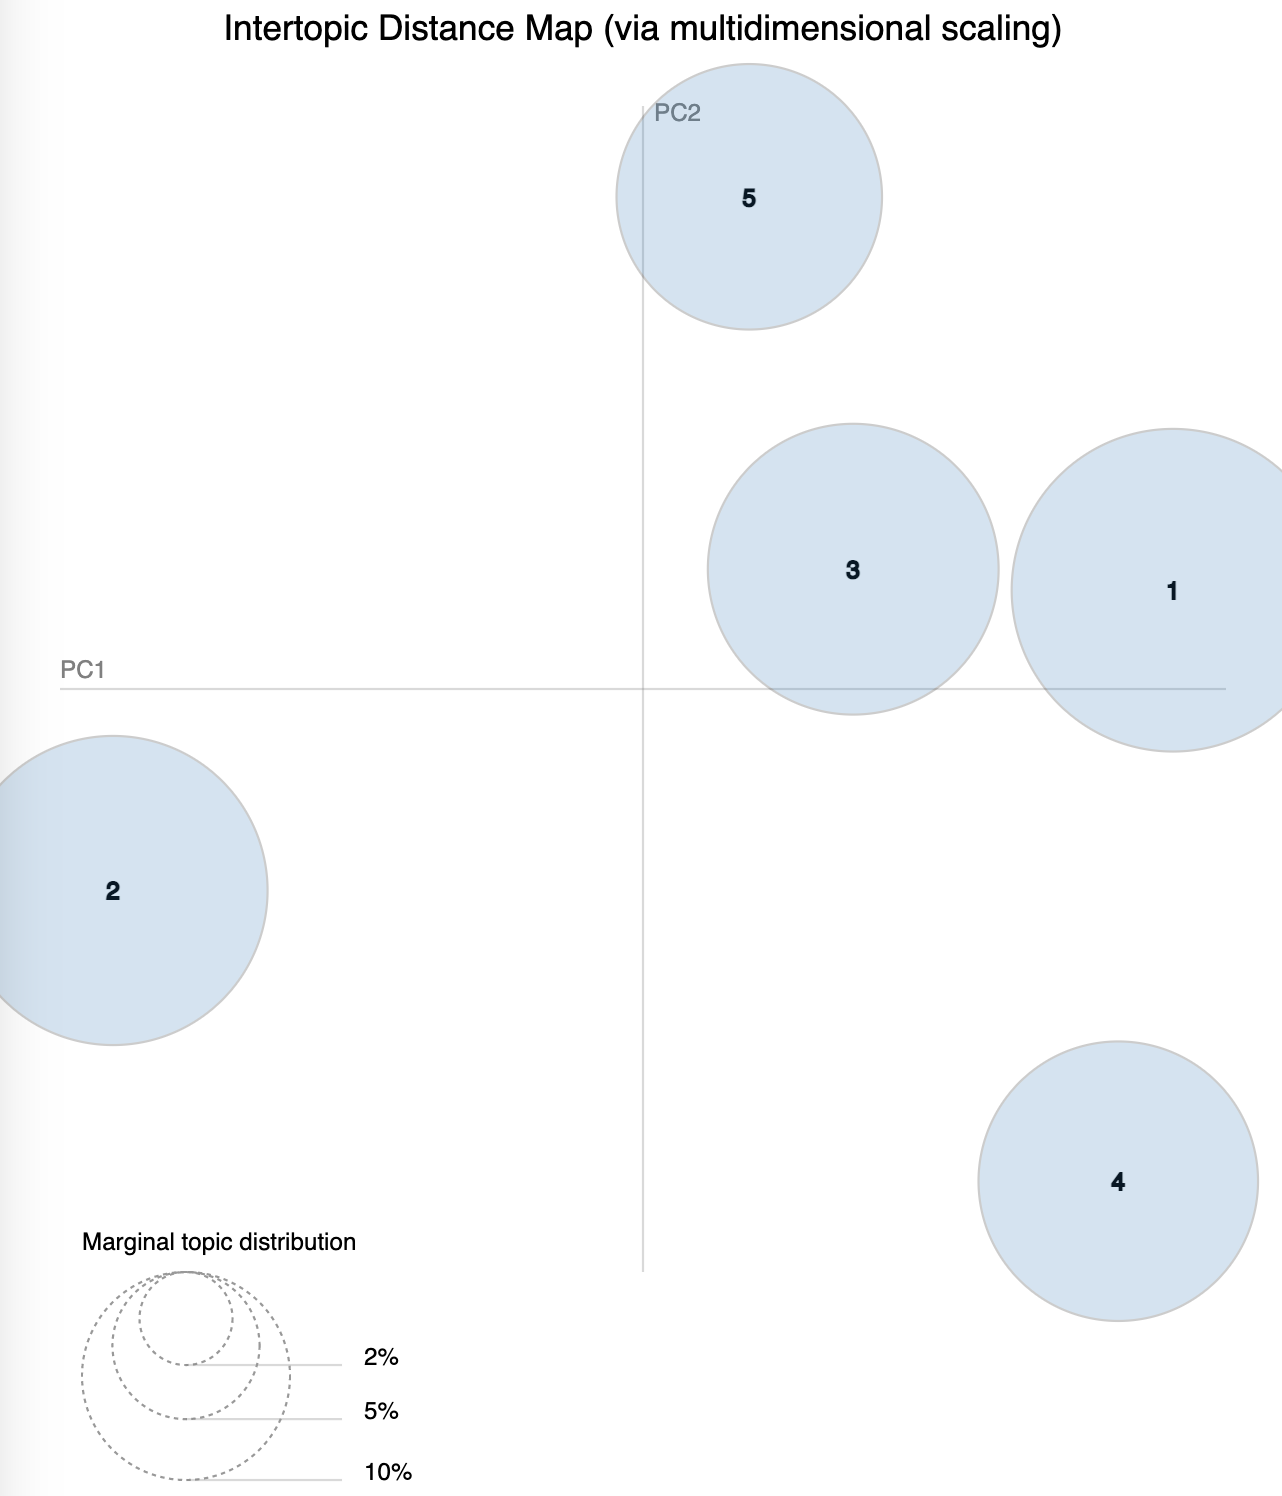 Intertopic Distance Map (via multidimensional scaling)
PC2
5
3
1
PC1
2
4
Marginal topic distribution
2%
5%
10%